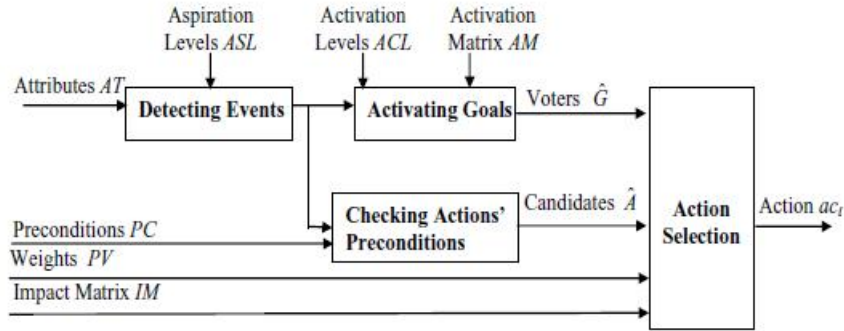 Aspiration
Levels ASL
Activation
Levels ACL
Activation
Matrix AM
Attributes AT
Detecting Events
Activating Goals
Voters Ĝ
Checking Actions'
Preconditions
Candidates Â
Action
Selection
Action ac_t
Preconditions PC
Weights PV
Impact Matrix IM